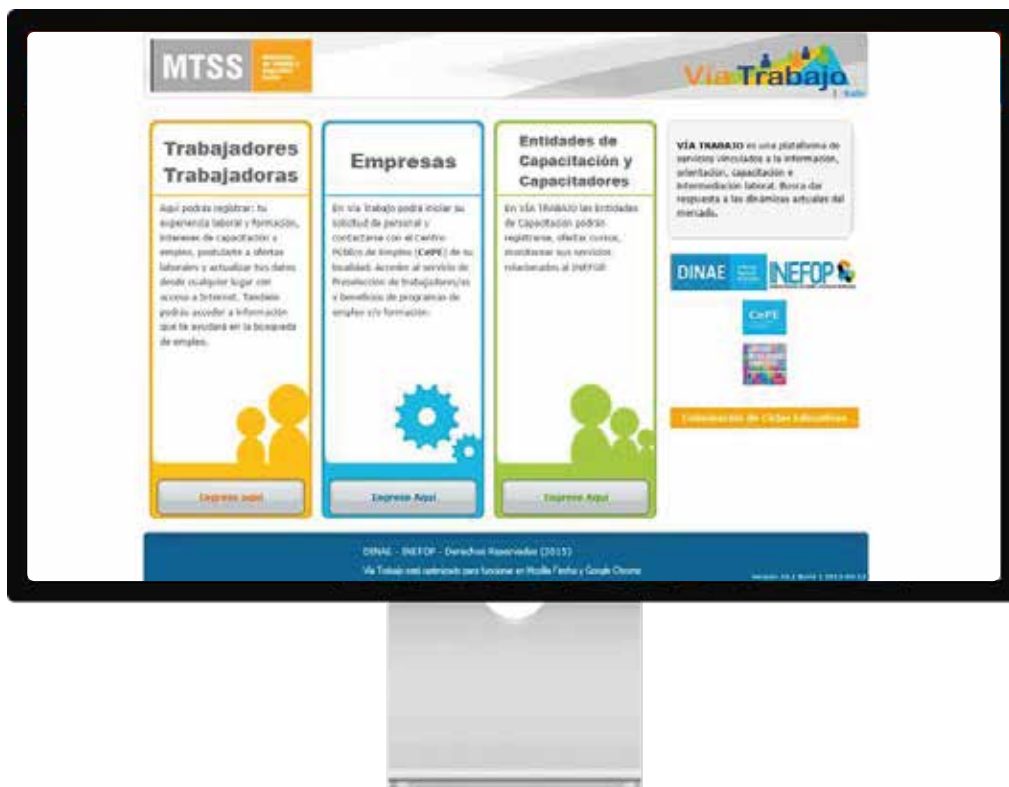 MTSS
Vía Trabajo
Trabajadores
Trabajadoras
Aquí podrás registrar: tu
experiencia laboral y formación,
intereses de capacitación y
empleo, postularte a ofertas
laborales y actualizar tus datos
desde cualquier lugar con
acceso a Internet. También
podrás acceder a información
que te ayudará en la búsqueda
de empleo.
Ingrese aquí
Empresas
En Vía Trabajo podrá iniciar su
solicitud de personal y
contactarse con el Centro
Público de Empleo (CePE) de su
localidad. Acceder al servicio de
Preselección de trabajadores/as
y beneficios de programas de
empleo y/o formación.
Ingrese Aquí
Entidades de
Capacitación y
Capacitadores
En VÍA TRABAJO las Entidades
de Capacitación podrán
registrarse, ofertar cursos,
monitorear sus servicios
relacionados al INEFOP.
Ingrese Aquí
VÍA TRABAJO es una plataforma de
servicios vinculados a la información,
orientación, capacitación e
intermediación laboral. Busca dar
respuesta a las dinámicas actuales del
mercado.
DINAE
INEFOP
CePE
Culminación de Ciclos Educativos
DINAE - INEFOP - Derechos Reservados (2015)
Vía Trabajo está optimizado para funcionar en Mozilla Firefox y Google Chrome